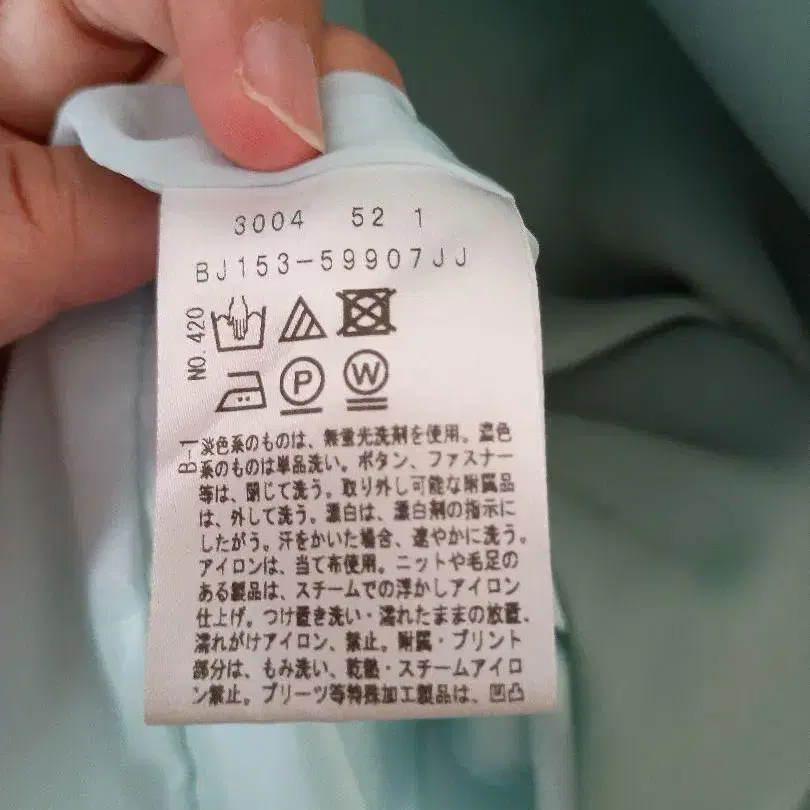 3004 52 1
BJ153-59907JJ
NO.420
P
W
B-1
淡色系のものは、無蛍光洗剤を使用。濃色
系のものは単品洗い。ボタン、ファスナー
等は、閉じて洗う。取り外し可能な附属品
は、外して洗う。漂白は、漂白剤の指示に
したがう。汗をかいた場合、速やかに洗う。
アイロンは、当て布使用。ニットや毛足の
ある製品は、スチームでの浮かしアイロン
仕上げ。つけ置き洗い・濡れたままの放置、
濡れがけアイロン、禁止。附属・プリント
部分は、もみ洗い、乾熱・スチームアイロ
ン禁止。プリーツ等特殊加工製品は、凹凸